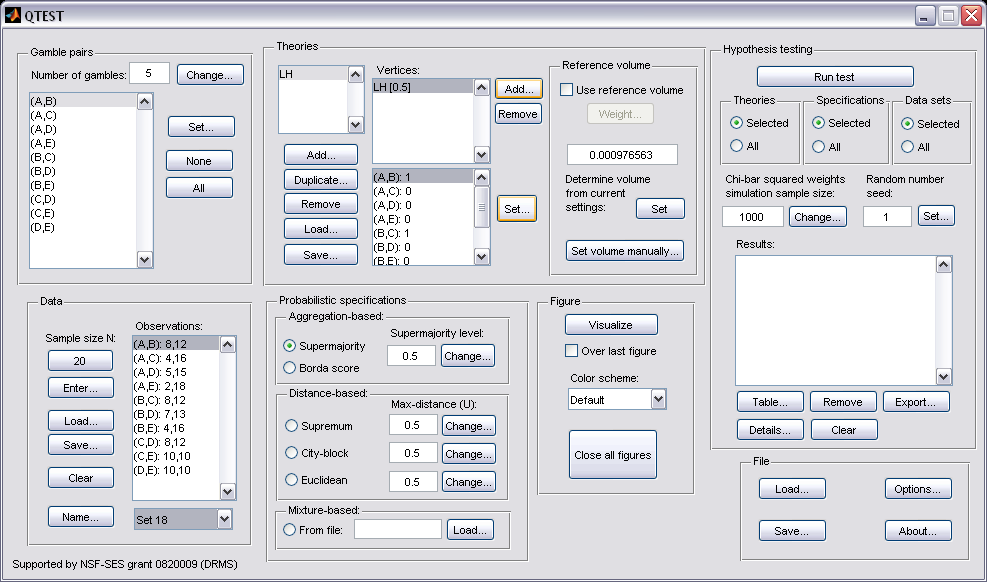 QTEST
Gamble pairs
Number of gambles: 5 Change...
(A,B)
(A,C)
(A,D)
(A,E)
(B,C)
(B,D)
(B,E)
(C,D)
(C,E)
(D,E)
Set...
None
All
Theories
LH
Add...
Duplicate...
Remove
Load...
Save...
Vertices:
LH [0.5]
Add...
Remove
(A,B): 1
(A,C): 0
(A,D): 0
(A,E): 0
(B,C): 1
(B,D): 0
(B,E): 0
Set...
Reference volume
Use reference volume
Weight...
0.000976563
Determine volume
from current
settings:
Set
Set volume manually...
Hypothesis testing
Run test
Theories
Selected
All
Specifications
Selected
All
Data sets
Selected
All
Chi-bar squared weights
simulation sample size:
1000 Change...
Random number
seed:
1 Set...
Results:
Table... Remove Export...
Details... Clear
Data
Sample size N:
20
Enter...
Load...
Save...
Clear
Name...
Observations:
(A,B): 8,12
(A,C): 4,16
(A,D): 5,15
(A,E): 2,18
(B,C): 8,12
(B,D): 7,13
(B,E): 4,16
(C,D): 8,12
(C,E): 10,10
(D,E): 10,10
Set 18
Probabilistic specifications
Aggregation-based:
Supermajority
Borda score
Supermajority level:
0.5 Change...
Distance-based:
Max-distance (U):
Supremum 0.5 Change...
City-block 0.5 Change...
Euclidean 0.5 Change...
Mixture-based:
From file: Load...
Figure
Visualize
Over last figure
Color scheme:
Default
Close all figures
File
Load... Options...
Save... About...
Supported by NSF-SES grant 0820009 (DRMS)